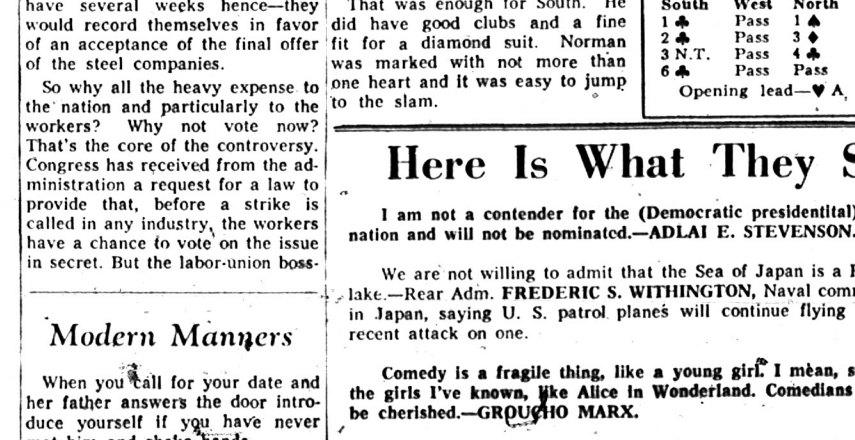 have several weeks hence—they
would record themselves in favor
of an acceptance of the final offer
of the steel companies.
So why all the heavy expense to
the nation and particularly to the
workers? Why not vote now?
That's the core of the controversy.
Congress has received from the ad-
ministration a request for a law to
provide that, before a strike is
called in any industry, the workers
have a chance to vote on the issue
in secret. But the labor-union boss-
Modern Manners
When you call for your date and
her father answers the door intro-
duce yourself if you have never
met him and shake hands.
That was enough for South. He
did have good clubs and a fine
fit for a diamond suit. Norman
was marked with not more than
one heart and it was easy to jump
to the slam.
South West North
1 ♣ Pass 1 ♠
2 ♣ Pass 3 ♦
3 N.T. Pass 4 ♣
6 ♣ Pass Pass
Opening lead—♥ A,
Here Is What They S
I am not a contender for the (Democratic presidentital)
nation and will not be nominated.—ADLAI E. STEVENSON.
We are not willing to admit that the Sea of Japan is a
lake.—Rear Adm. FREDERIC S. WITHINGTON, Naval com
in Japan, saying U. S. patrol planes will continue flying
recent attack on one.
Comedy is a fragile thing, like a young girl. I mean, s
the girls I've known, like Alice in Wonderland. Comedians
be cherished.—GROUCHO MARX.